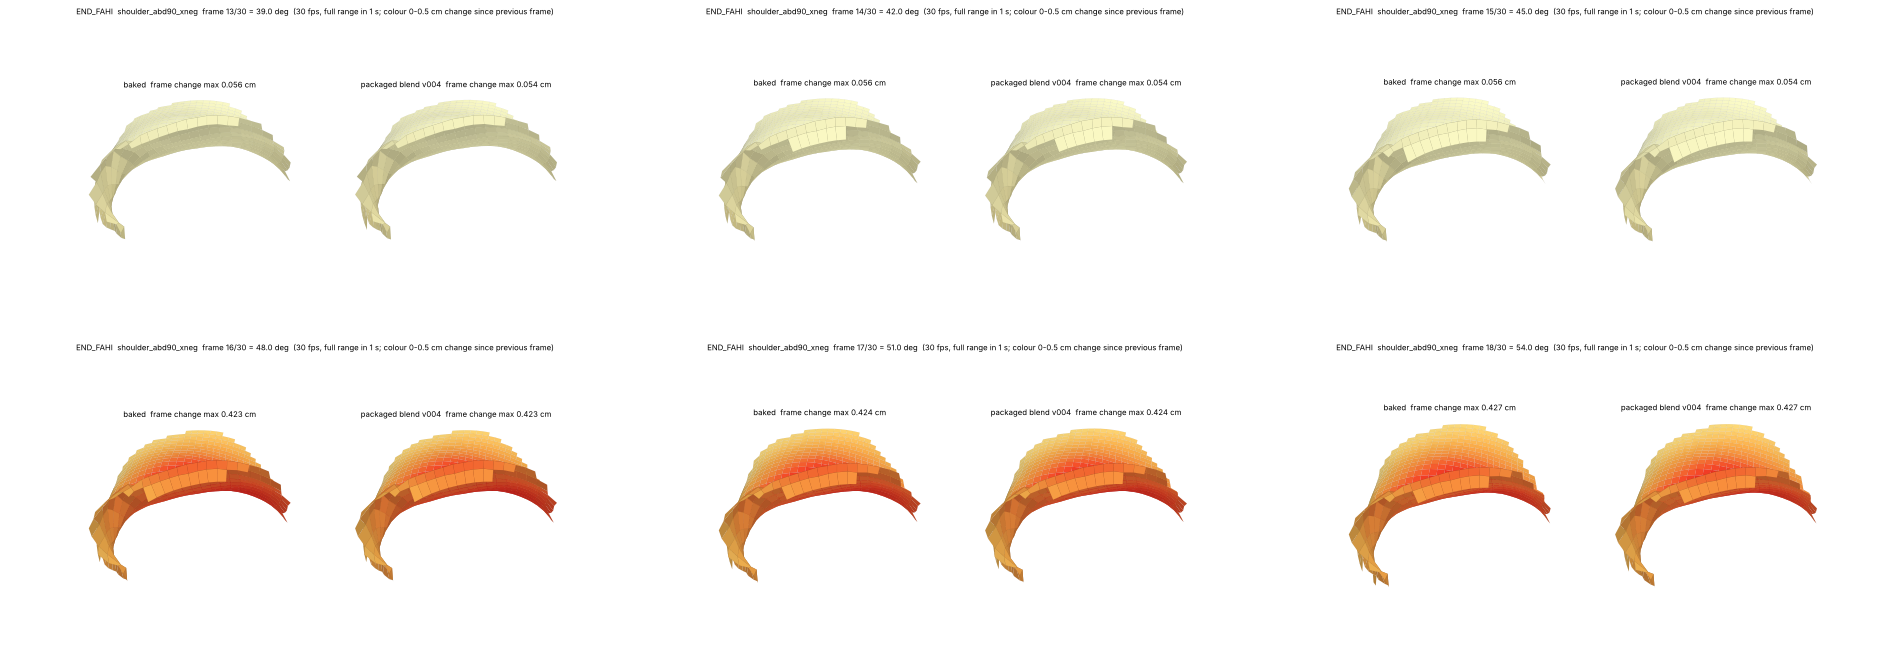 END_FAHI  shoulder_abd90_xneg  frame 13/30 = 39.0 deg  (30 fps, full range in 1 s; colour 0-0.5 cm change since previous frame)
baked  frame change max 0.056 cm
packaged blend v004  frame change max 0.054 cm
END_FAHI  shoulder_abd90_xneg  frame 14/30 = 42.0 deg  (30 fps, full range in 1 s; colour 0-0.5 cm change since previous frame)
baked  frame change max 0.056 cm
packaged blend v004  frame change max 0.054 cm
END_FAHI  shoulder_abd90_xneg  frame 15/30 = 45.0 deg  (30 fps, full range in 1 s; colour 0-0.5 cm change since previous frame)
baked  frame change max 0.056 cm
packaged blend v004  frame change max 0.054 cm
END_FAHI  shoulder_abd90_xneg  frame 16/30 = 48.0 deg  (30 fps, full range in 1 s; colour 0-0.5 cm change since previous frame)
baked  frame change max 0.423 cm
packaged blend v004  frame change max 0.423 cm
END_FAHI  shoulder_abd90_xneg  frame 17/30 = 51.0 deg  (30 fps, full range in 1 s; colour 0-0.5 cm change since previous frame)
baked  frame change max 0.424 cm
packaged blend v004  frame change max 0.424 cm
END_FAHI  shoulder_abd90_xneg  frame 18/30 = 54.0 deg  (30 fps, full range in 1 s; colour 0-0.5 cm change since previous frame)
baked  frame change max 0.427 cm
packaged blend v004  frame change max 0.427 cm